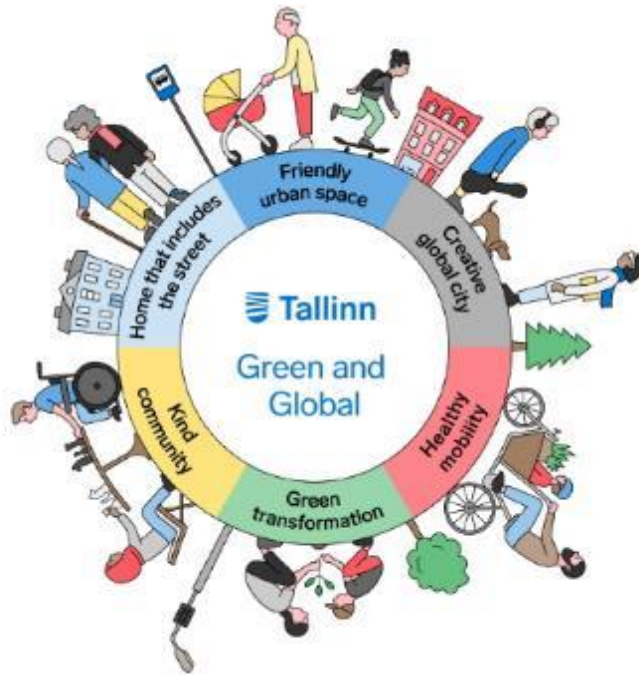 Friendly
urban space
Creative
global city
Healthy
mobility
Green
transformation
Kind
community
Home that includes
the street
Tallinn
Green and
Global